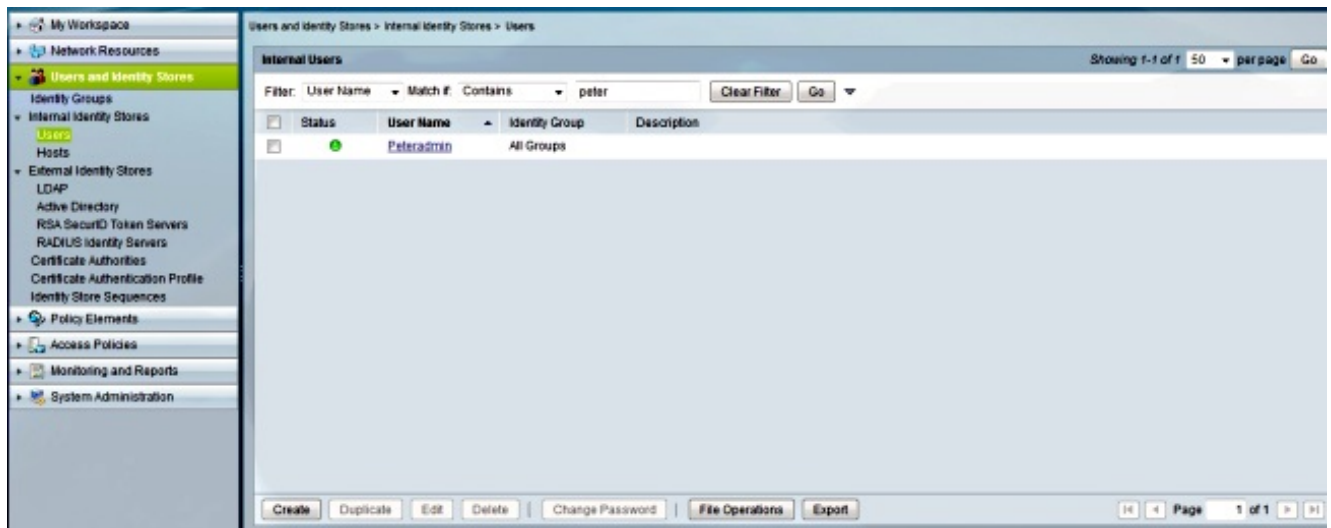 My Workspace
Network Resources
Users and Identity Stores
Identity Groups
Internal Identity Stores
Users
Hosts
External Identity Stores
LDAP
Active Directory
RSA SecurID Token Servers
RADIUS Identity Servers
Certificate Authorities
Certificate Authentication Profile
Identity Store Sequences
Policy Elements
Access Policies
Monitoring and Reports
System Administration
Users and Identity Stores > Internal Identity Stores > Users
Internal Users Showing 1-1 of 1 50 per page Go
Filter: User Name Match if: Contains peter Clear Filter Go
Status User Name Identity Group Description
Peteradmin All Groups
Create Duplicate Edit Delete | Change Password | File Operations Export Page 1 of 1